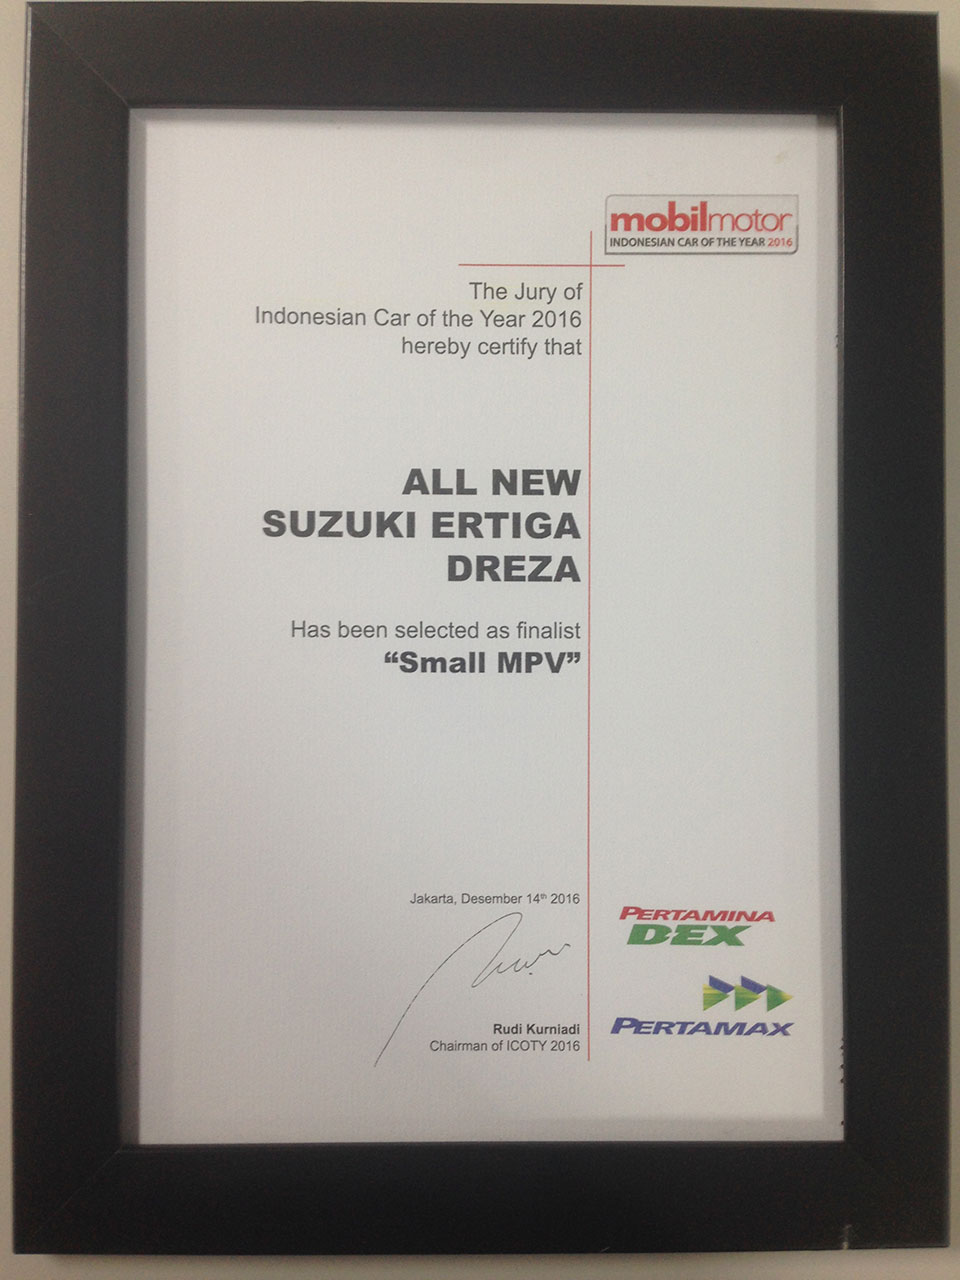 mobilmotor
INDONESIAN CAR OF THE YEAR 2016
The Jury of
Indonesian Car of the Year 2016
hereby certify that
ALL NEW
SUZUKI ERTIGA
DREZA
Has been selected as finalist
“Small MPV”
Jakarta, Desember 14th 2016
Rudi Kurniadi
Chairman of ICOTY 2016
PERTAMINA
DEX
PERTAMAX